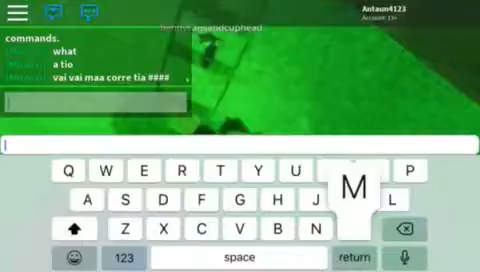 Antaun4123
Account: 13+
commands.
what
a tio
vai vai maa corre tia ####
Q W E R T Y U P
A S D F G H J L
M
Z X C V B N
123 space return